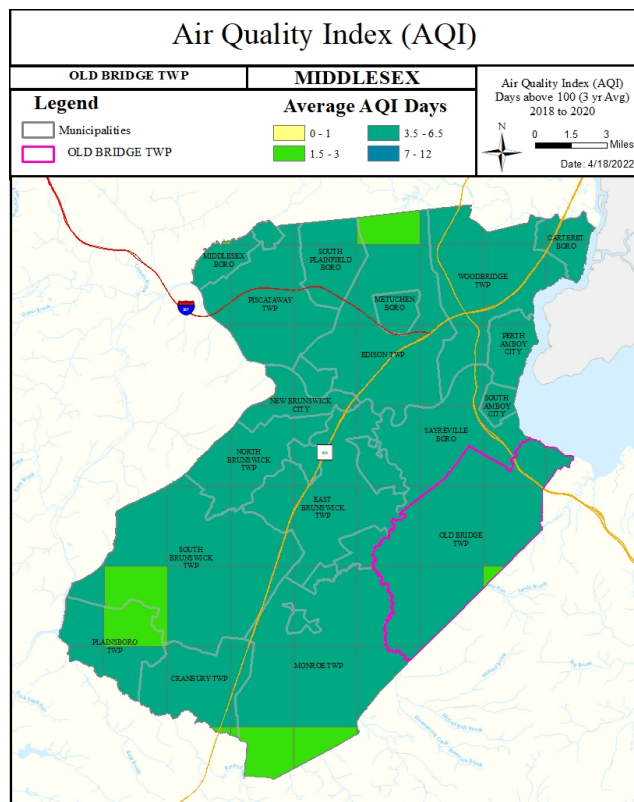 Air Quality Index (AQI)
OLD BRIDGE TWP
MIDDLESEX
Air Quality Index (AQI)
Days above 100 (3 yr Avg)
2018 to 2020
Legend
Municipalities
OLD BRIDGE TWP
Average AQI Days
0 - 1
3.5 - 6.5
1.5 - 3
7 - 12
N
0 1.5 3
Miles
Date: 4/18/2022
MIDDLESEX
BORO
SOUTH
PLAINFIELD
BORO
CARTERET
BORO
WOODBRIDGE
TWP
PISCATAWAY
TWP
METUCHEN
BORO
PERTH
AMBOY
CITY
EDISON TWP
NEW BRUNSWICK
CITY
SOUTH
AMBOY
CITY
SAYREVILLE
BORO
NORTH
BRUNSWICK
TWP
EAST
BRUNSWICK
TWP
OLD BRIDGE
TWP
SOUTH
BRUNSWICK
TWP
PLAINSBORO
TWP
CRANBURY TWP
MONROE TWP